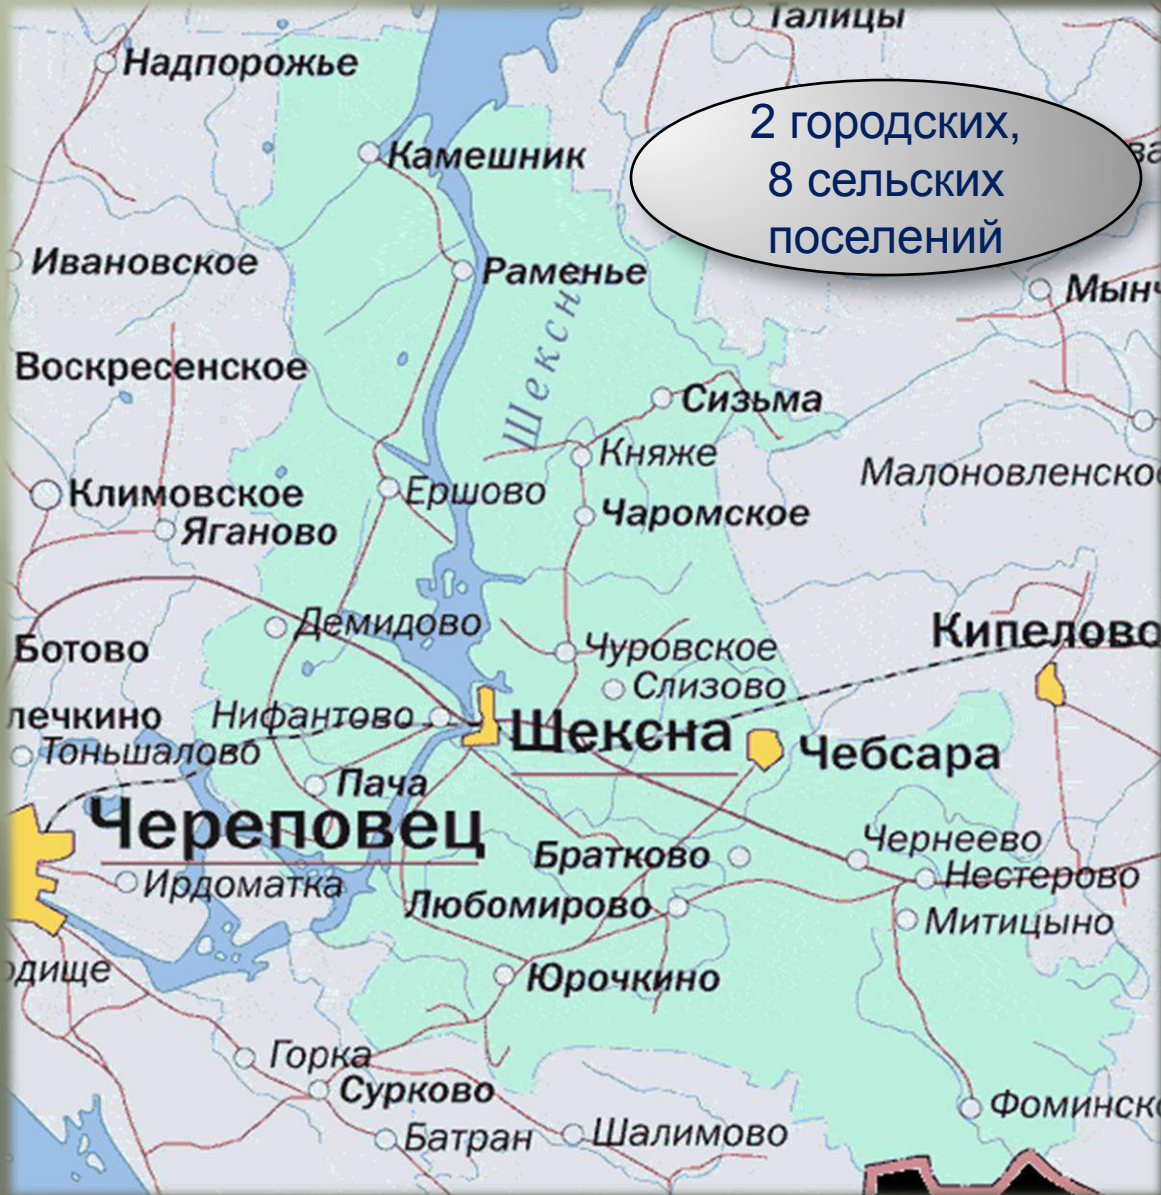 Талицы
Надпорожье
2 городских,
8 сельских
поселений
Камешник
Ивановское
Раменье
Шексна
Воскресенское
Сизьма
Княже
Малоновленско
Климовское
Ершово
Чаромское
Яганово
Демидово
Кипелово
Ботово
Чуровское
Слизово
лечкино
Нифантово
Шексна
Тоньшалово
Чебсара
Пача
Череповец
Чернеево
Братково
Нестерово
Ирдоматка
Любомирово
Митицыно
одище
Юрочкино
Горка
Сурково
Фоминск
Батран
Шалимово